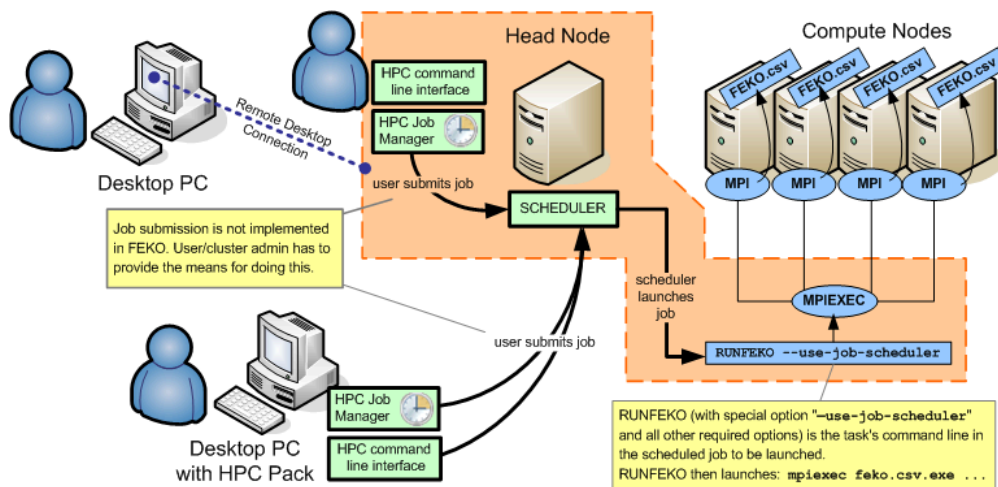 Head Node
Compute Nodes
HPC command
line interface
HPC Job
Manager
Remote Desktop
Connection
Desktop PC
user submits job
SCHEDULER
FEKO.csv
FEKO.csv
FEKO.csv
FEKO.csv
MPI
MPI
MPI
MPI
Job submission is not implemented
in FEKO. User/cluster admin has to
provide the means for doing this.
scheduler
launches
job
MPIEXEC
RUNFEKO --use-job-scheduler
user submits job
HPC Job
Manager
HPC command
line interface
Desktop PC
with HPC Pack
RUNFEKO (with special option "–use-job-scheduler"
and all other required options) is the task's command line in
the scheduled job to be launched.
RUNFEKO then launches: mpiexec feko.csv.exe ...